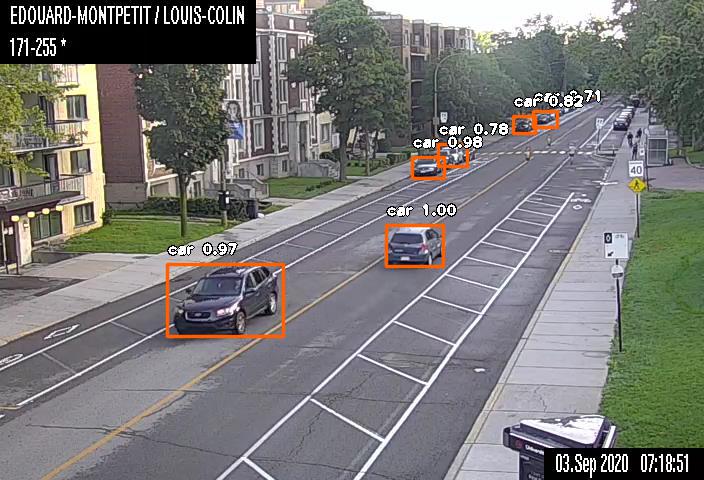 EDOUARD-MONTPETIT / LOUIS-COLIN
171-255 *
car 0.82
car 0.78
car 0.98
car 1.00
car 0.97
40
03.Sep 2020 07:18:51